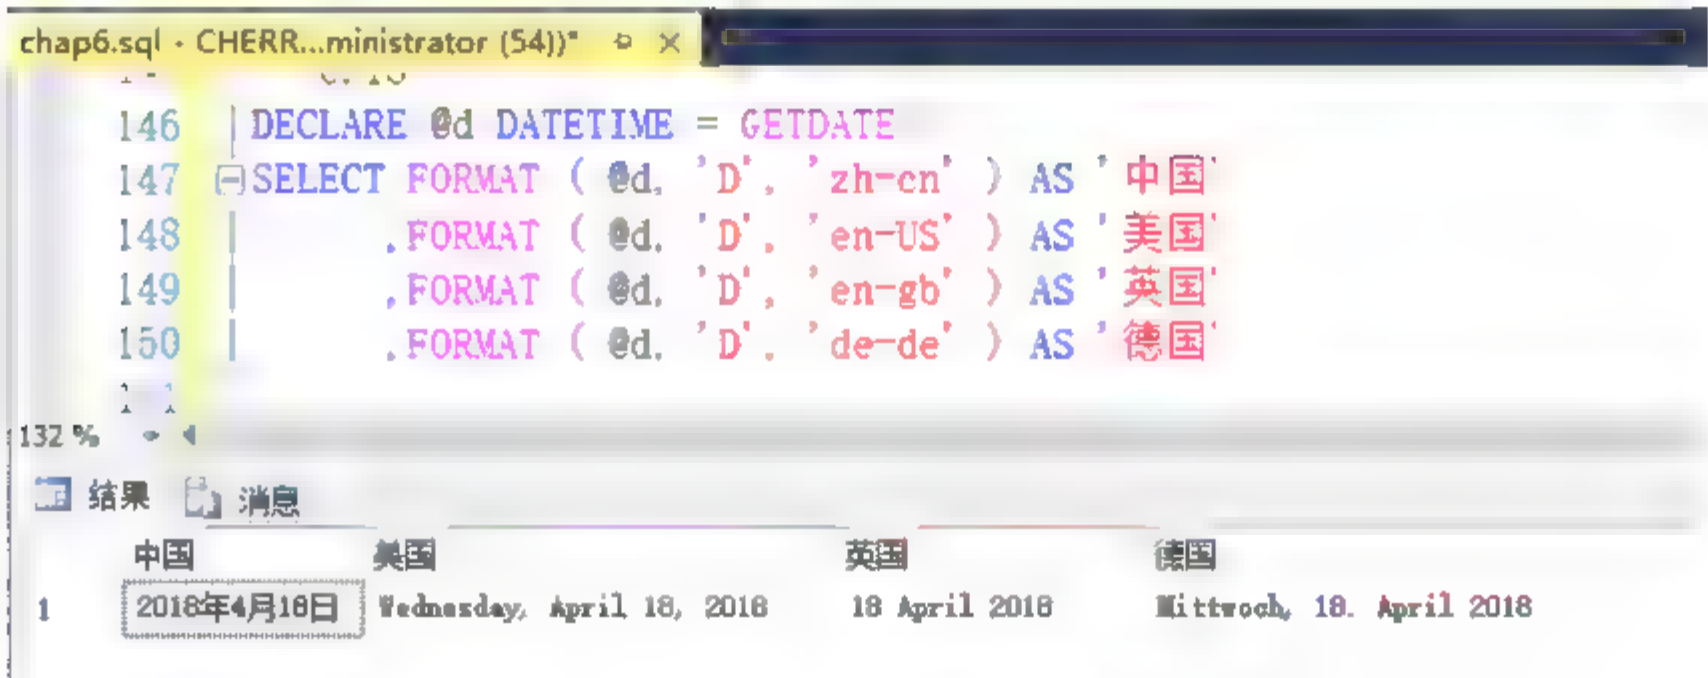 chap6.sql - CHERR...ministrator (54))*
146 DECLARE @d DATETIME = GETDATE
147 SELECT FORMAT ( @d, 'D', 'zh-cn' ) AS '中国'
148 ,FORMAT ( @d, 'D', 'en-US' ) AS '美国'
149 ,FORMAT ( @d, 'D', 'en-gb' ) AS '英国'
150 ,FORMAT ( @d, 'D', 'de-de' ) AS '德国'
132 %
结果 消息
中国 美国 英国 德国
1 2018年4月18日 Wednesday, April 18, 2018 18 April 2018 Mittwoch, 18. April 2018